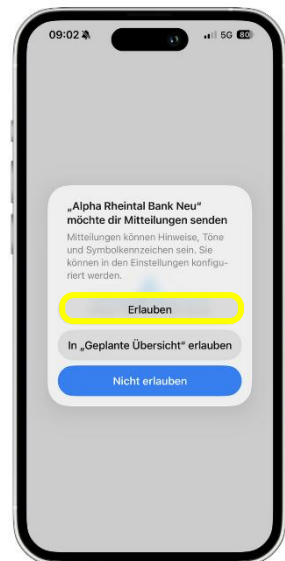 09:02 5G 80
„Alpha Rheintal Bank Neu“
möchte dir Mitteilungen senden
Mitteilungen können Hinweise, Töne
und Symbolkennzeichen sein. Sie
können in den Einstellungen konfigu-
riert werden.
Erlauben
In „Geplante Übersicht“ erlauben
Nicht erlauben